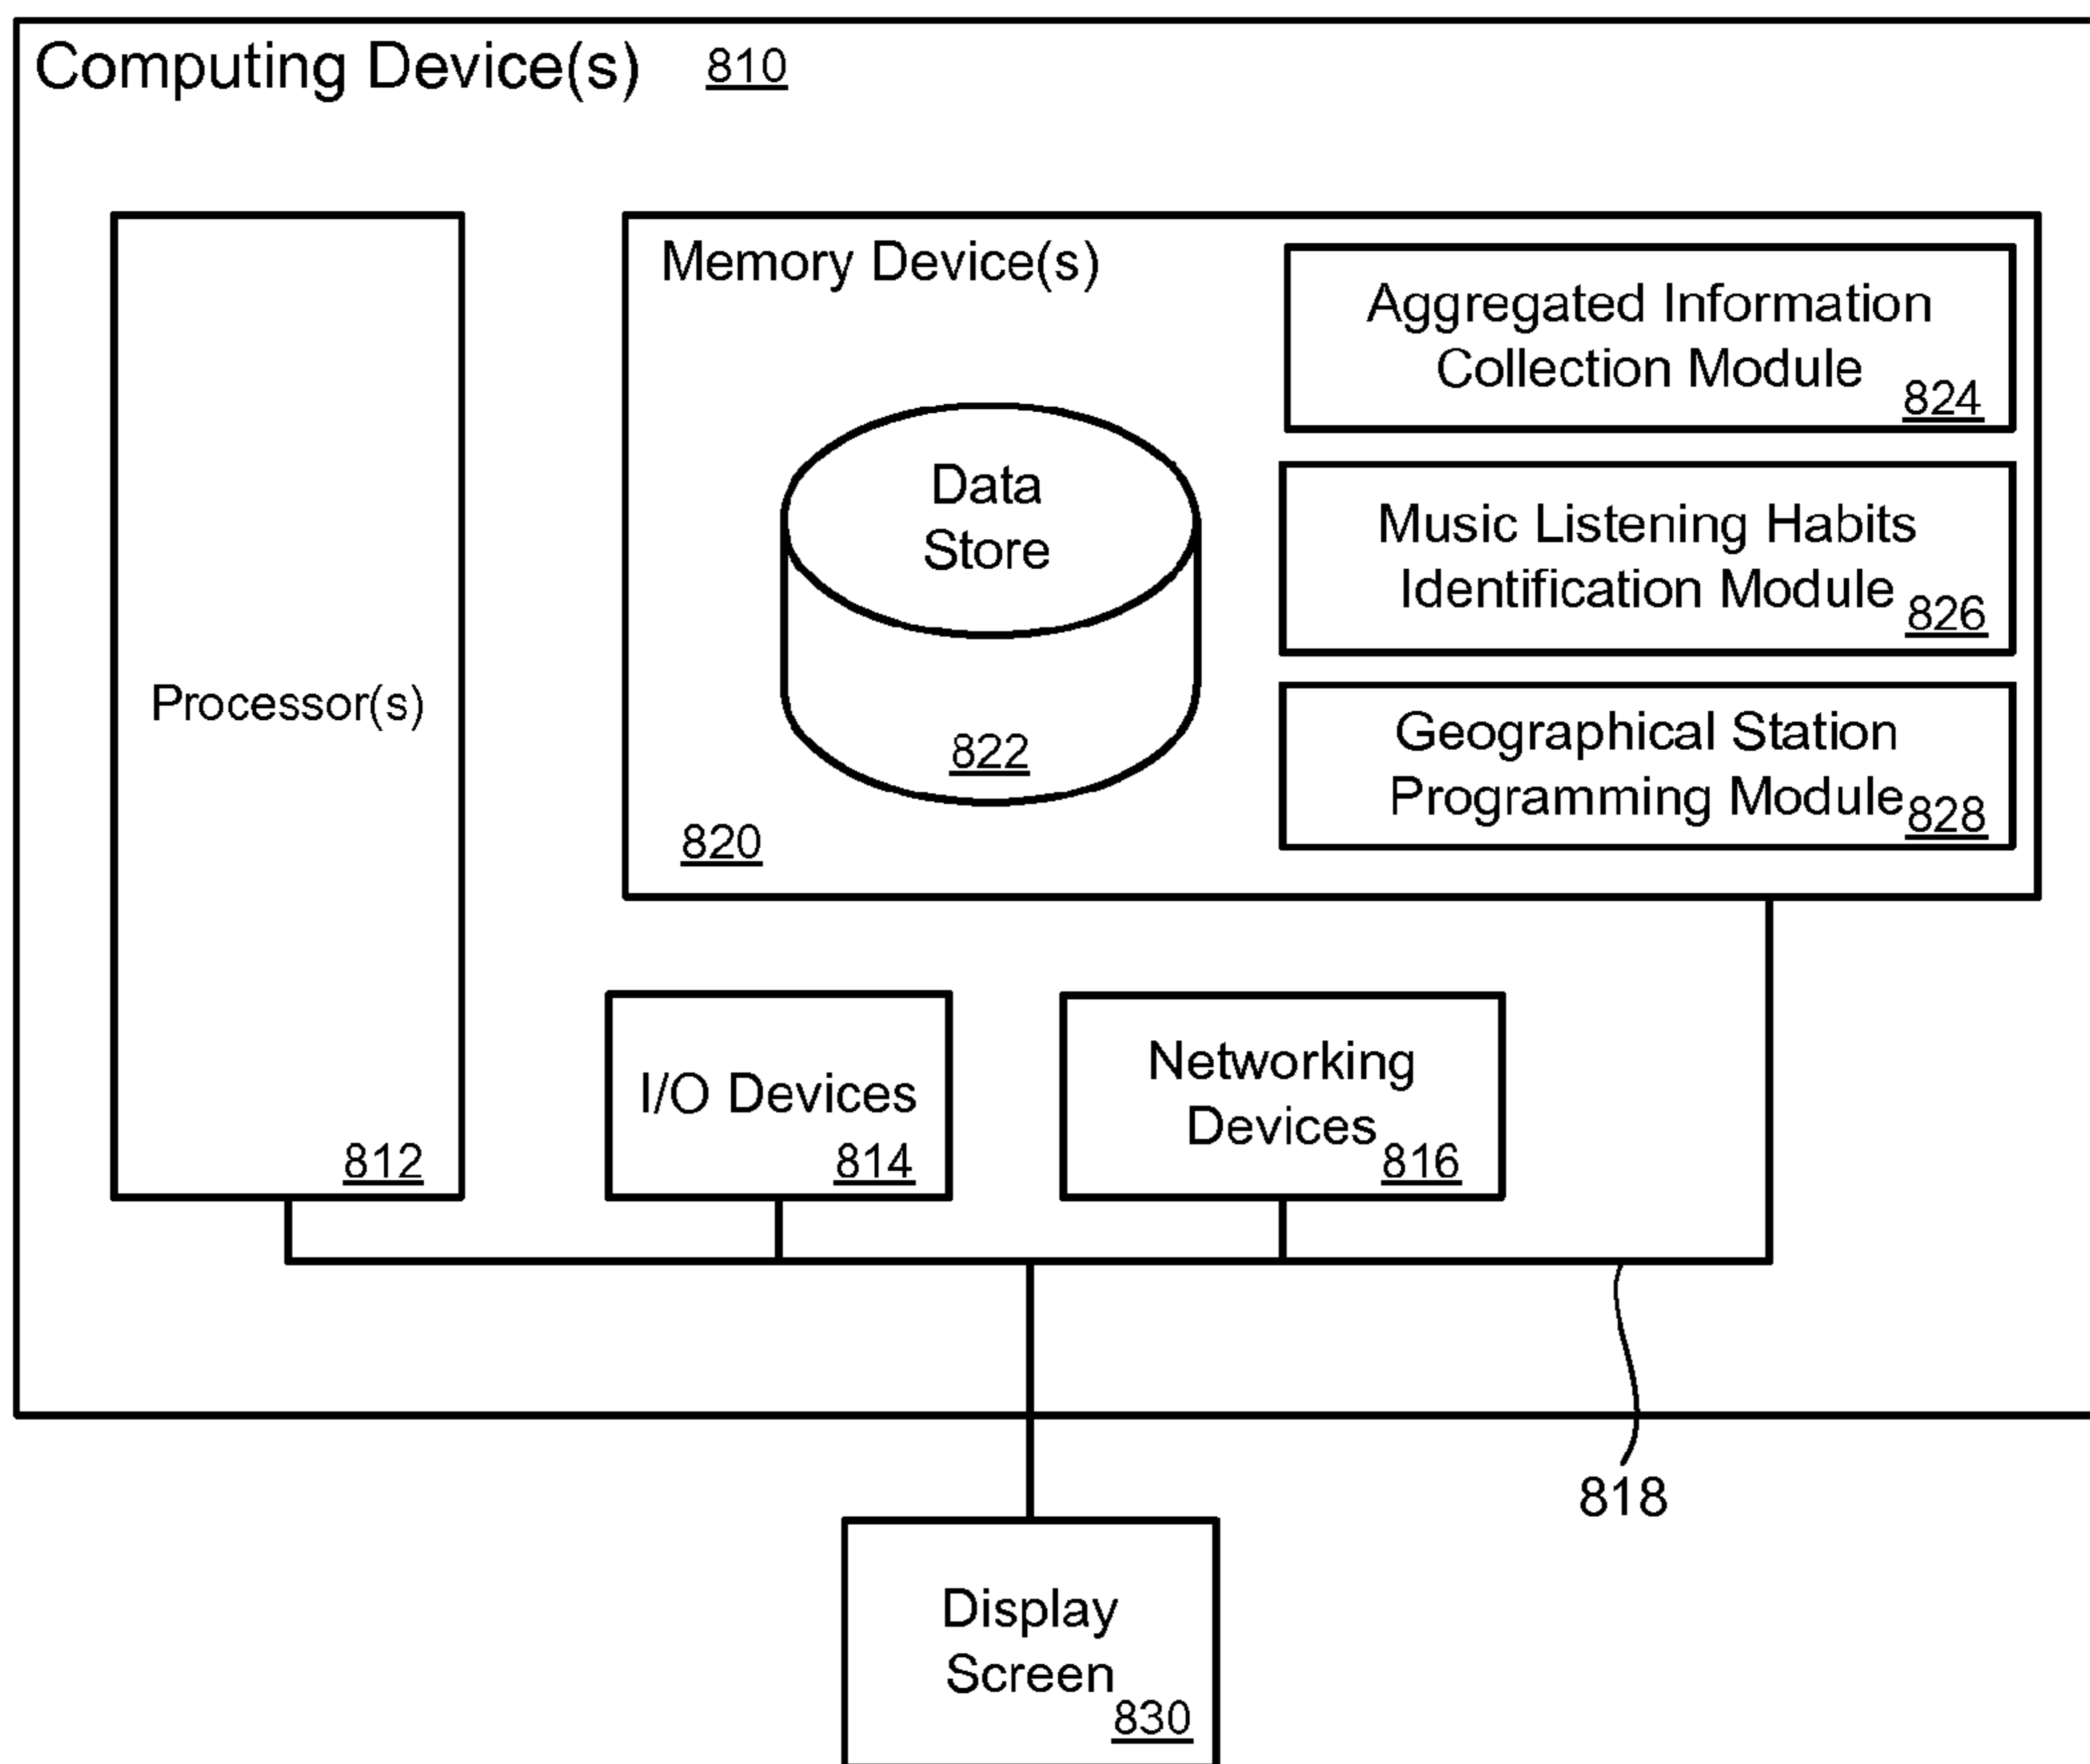 Computing Device(s) 810
Memory Device(s)
Aggregated Information
Collection Module
824
Data
Store
822
Music Listening Habits
Identification Module
826
Geographical Station
Programming Module
828
820
Processor(s)
812
I/O Devices
814
Networking
Devices
816
818
Display
Screen
830